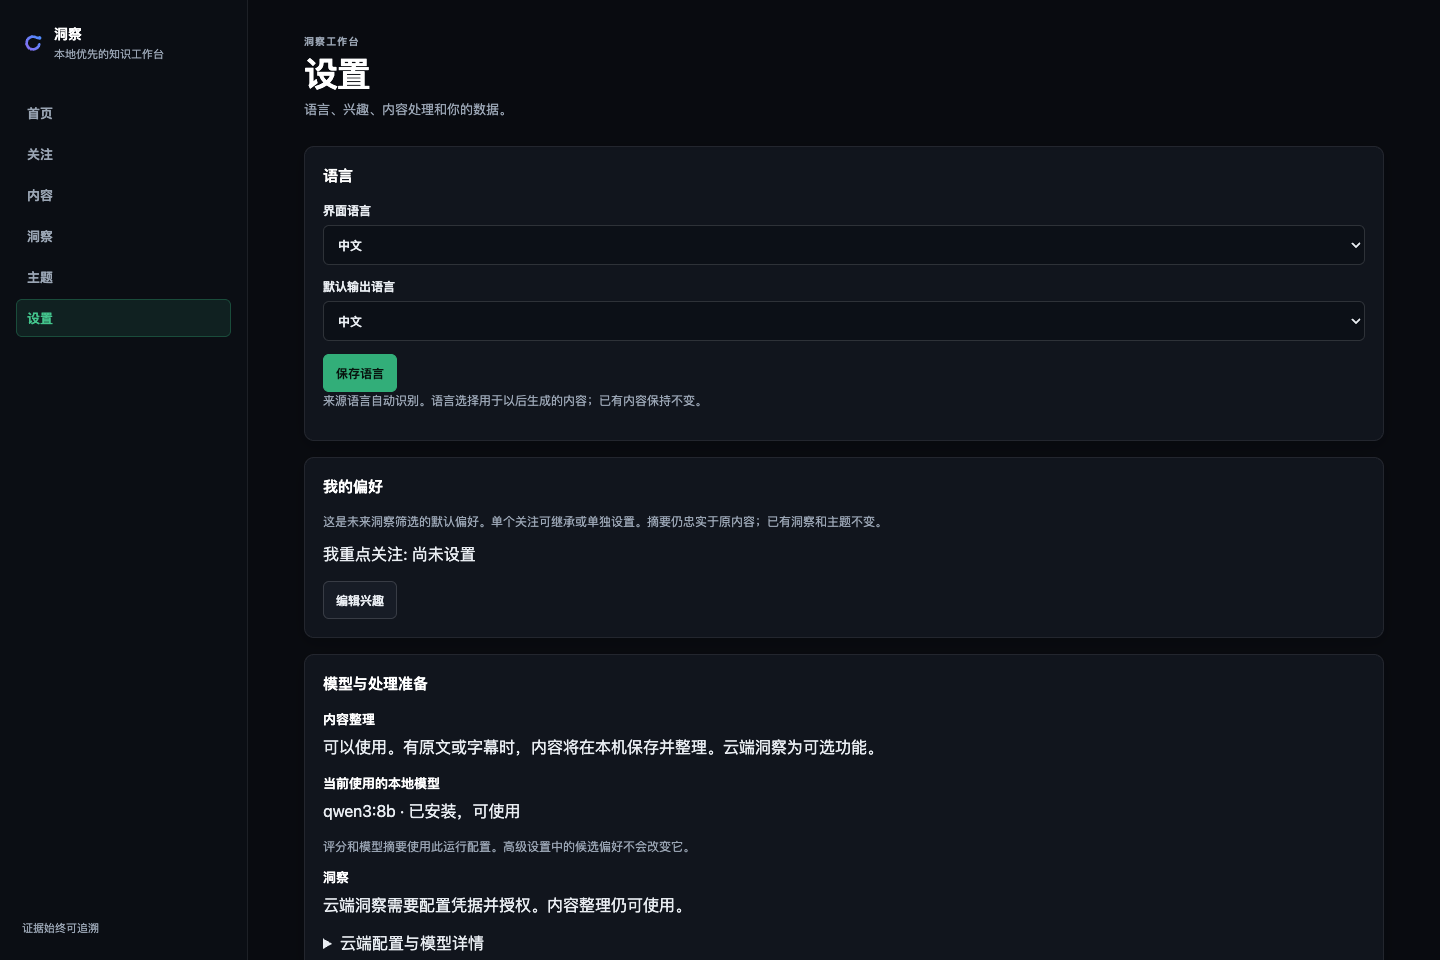 洞察
本地优先的知识工作台
首页
关注
内容
洞察
主题
设置
证据始终可追溯
洞察工作台
设置
语言、兴趣、内容处理和你的数据。
语言
界面语言
中文
默认输出语言
中文
保存语言
来源语言自动识别。语言选择用于以后生成的内容；已有内容保持不变。
我的偏好
这是未来洞察筛选的默认偏好。单个关注可继承或单独设置。摘要仍忠实于原内容；已有洞察和主题不变。
我重点关注: 尚未设置
编辑兴趣
模型与处理准备
内容整理
可以使用。有原文或字幕时，内容将在本机保存并整理。云端洞察为可选功能。
当前使用的本地模型
qwen3:8b · 已安装，可使用
评分和模型摘要使用此运行配置。高级设置中的候选偏好不会改变它。
洞察
云端洞察需要配置凭据并授权。内容整理仍可使用。
云端配置与模型详情